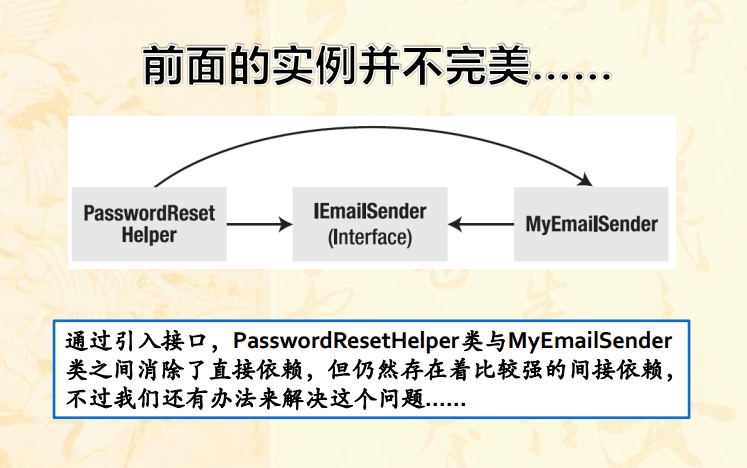 前面的实例并不完美……
PasswordReset
Helper
IEmailSender
(Interface)
MyEmailSender
通过引入接口，PasswordResetHelper类与MyEmailSender
类之间消除了直接依赖，但仍然存在着比较强的间接依赖，
不过我们还有办法来解决这个问题……